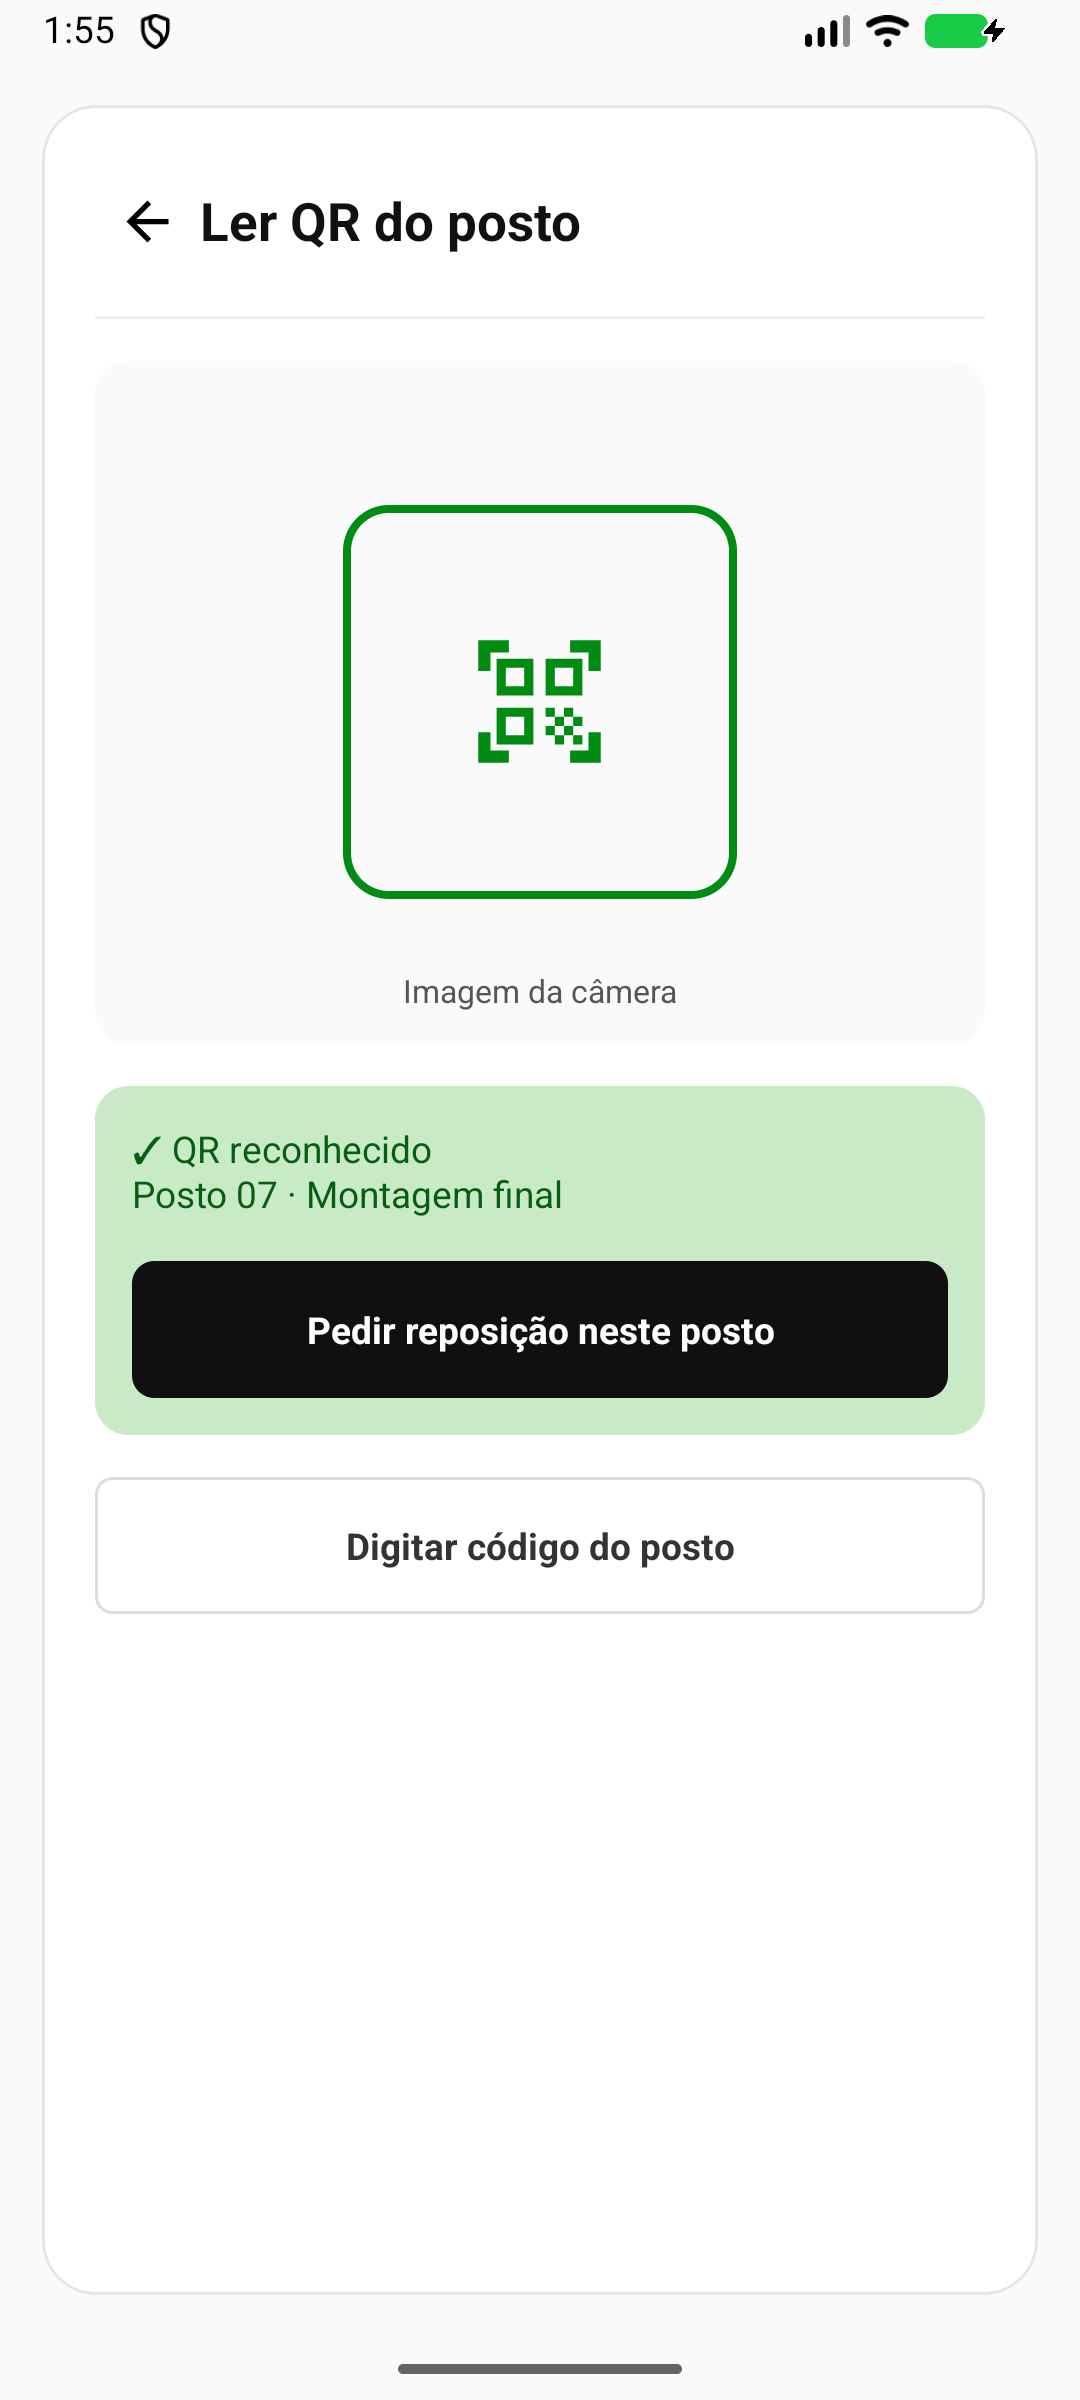 1:55
Ler QR do posto
Imagem da câmera
✓ QR reconhecido
Posto 07 · Montagem final
Pedir reposição neste posto
Digitar código do posto